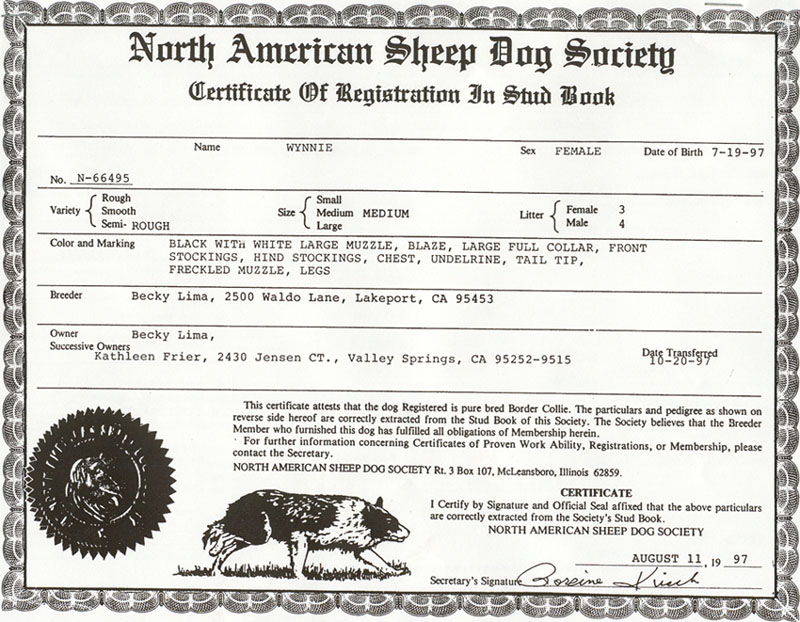 North American Sheep Dog Society
Certificate Of Registration In Stud Book
Name WYNNIE Sex FEMALE Date of Birth 7-19-97
No. N-66495
Variety { Rough Smooth Semi- ROUGH Size { Small Medium MEDIUM Large Litter { Female 3 Male 4
Color and Marking BLACK WITH WHITE LARGE MUZZLE, BLAZE, LARGE FULL COLLAR, FRONT
STOCKINGS, HIND STOCKINGS, CHEST, UNDELRINE, TAIL TIP,
FRECKLED MUZZLE, LEGS
Breeder Becky Lima, 2500 Waldo Lane, Lakeport, CA 95453
Owner Becky Lima,
Successive Owners
Kathleen Frier, 2430 Jensen CT., Valley Springs, CA 95252-9515
Date Transferred
10-20-97
This certificate attests that the dog Registered is pure bred Border Collie. The particulars and pedigree as shown on
reverse side hereof are correctly extracted from the Stud Book of this Society. The Society believes that the Breeder
Member who furnished this dog has fulfilled all obligations of Membership herein.
For further information concerning Certificates of Proven Work Ability, Registrations, or Membership, please
contact the Secretary.
NORTH AMERICAN SHEEP DOG SOCIETY Rt. 3 Box 107, McLeansboro, Illinois 62859.
CERTIFICATE
I Certify by Signature and Official Seal affixed that the above particulars
are correctly extracted from the Society's Stud Book.
NORTH AMERICAN SHEEP DOG SOCIETY
AUGUST 11, 19 97
Secretary's Signature Rossine Kirsch